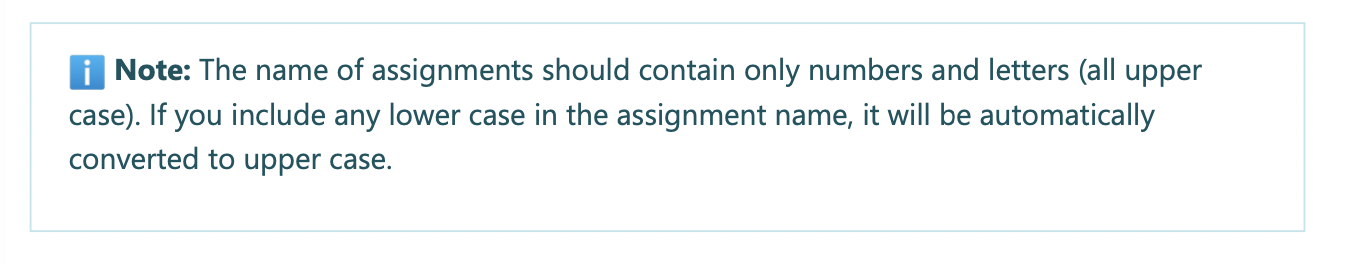 ℹ️ Note: The name of assignments should contain only numbers and letters (all upper
case). If you include any lower case in the assignment name, it will be automatically
converted to upper case.